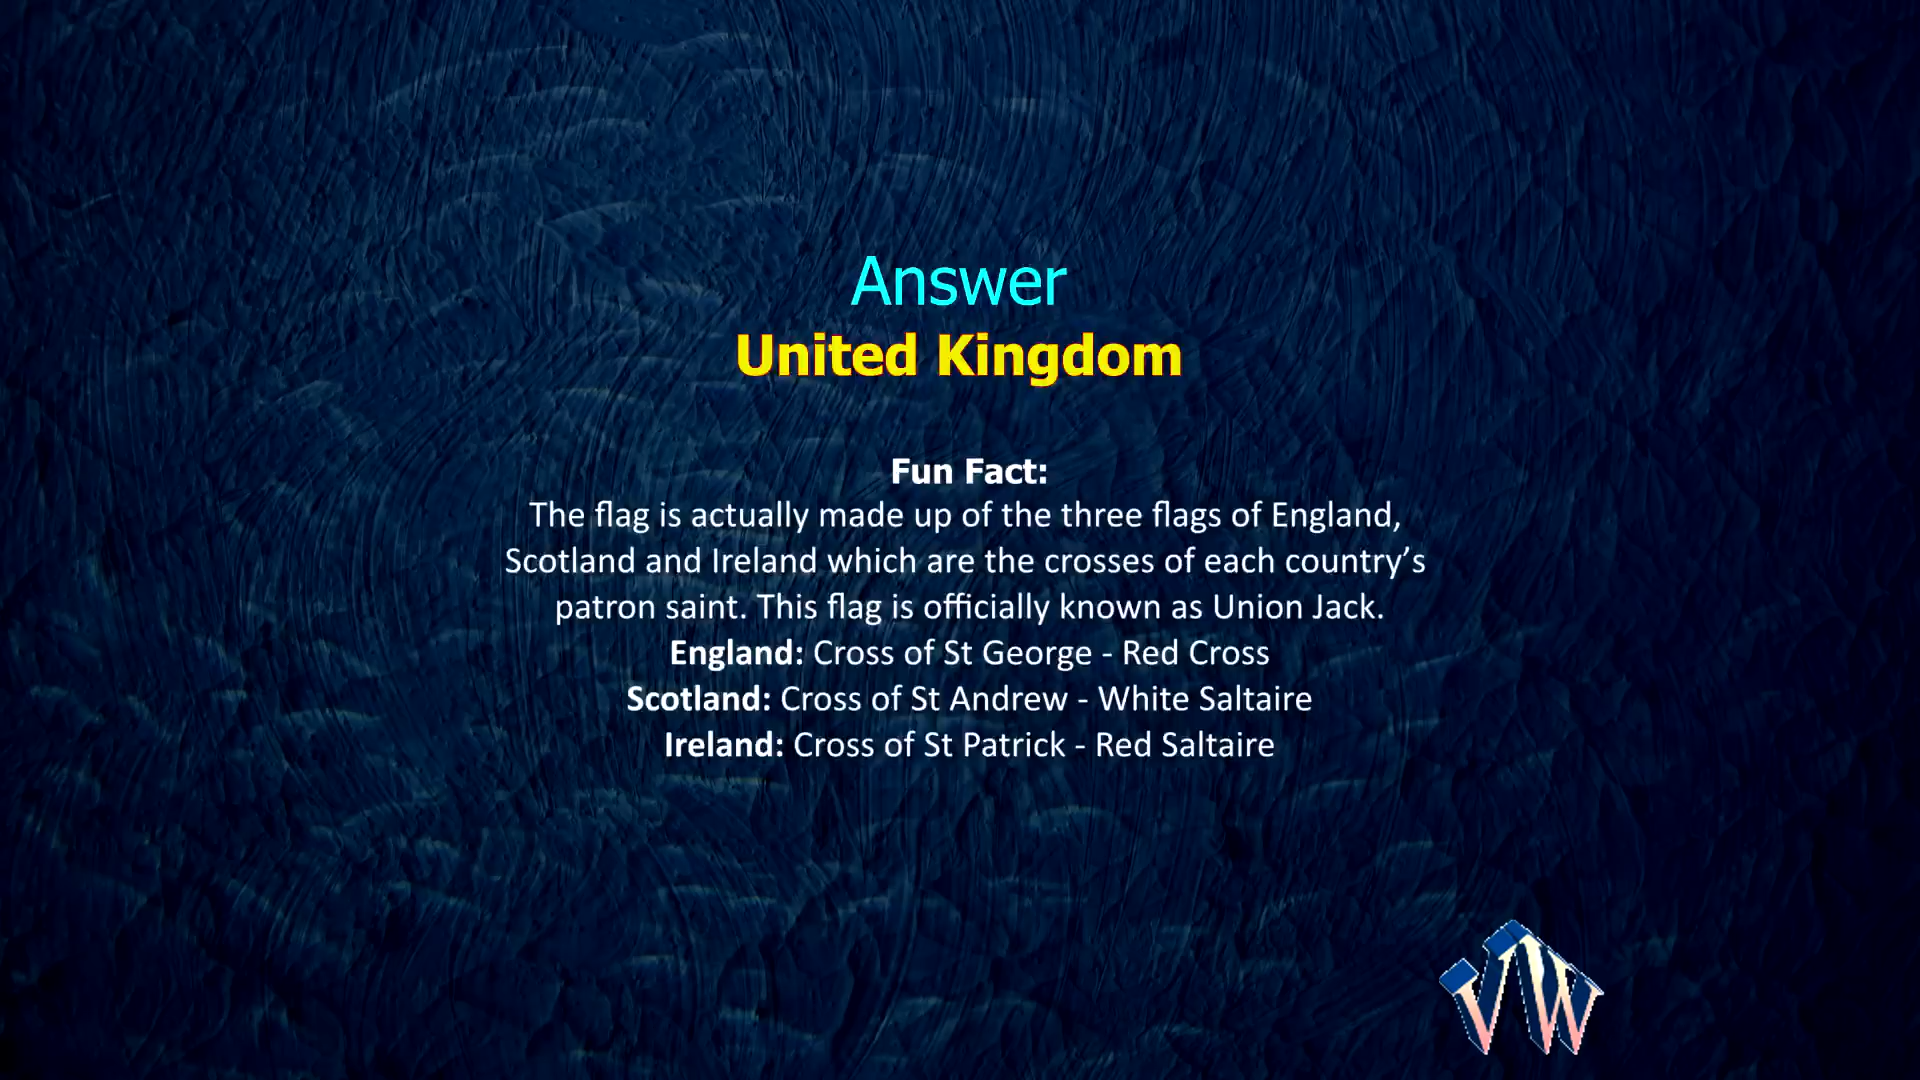 Answer
United Kingdom
Fun Fact:
The flag is actually made up of the three flags of England,
Scotland and Ireland which are the crosses of each country’s
patron saint. This flag is officially known as Union Jack.
England: Cross of St George - Red Cross
Scotland: Cross of St Andrew - White Saltaire
Ireland: Cross of St Patrick - Red Saltaire
VW